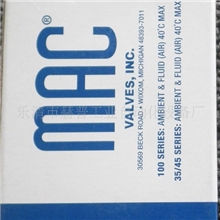 mac®
VALVES, INC.
30569 BECK ROAD • WIXOM, MICHIGAN 48393-7011
100 SERIES: AMBIENT & FLUID (AIR) 40°C MAX
35/45 SERIES: AMBIENT & FLUID (AIR) 40°C MAX